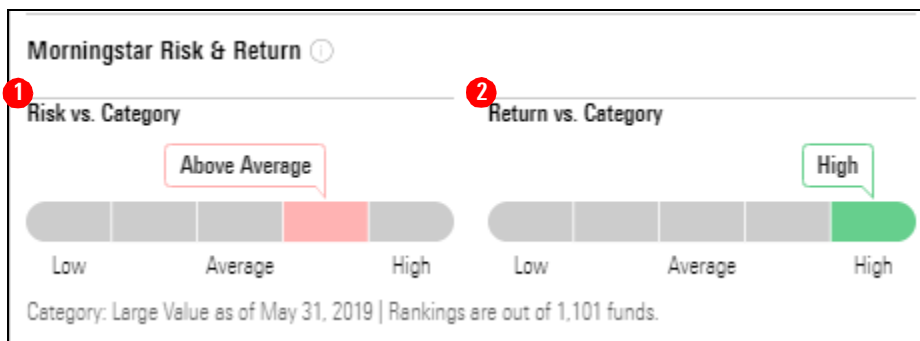 Morningstar Risk & Return ⓘ
1 2
Risk vs. Category Return vs. Category
Above Average High
Low Average High Low Average High
Category: Large Value as of May 31, 2019 | Rankings are out of 1,101 funds.